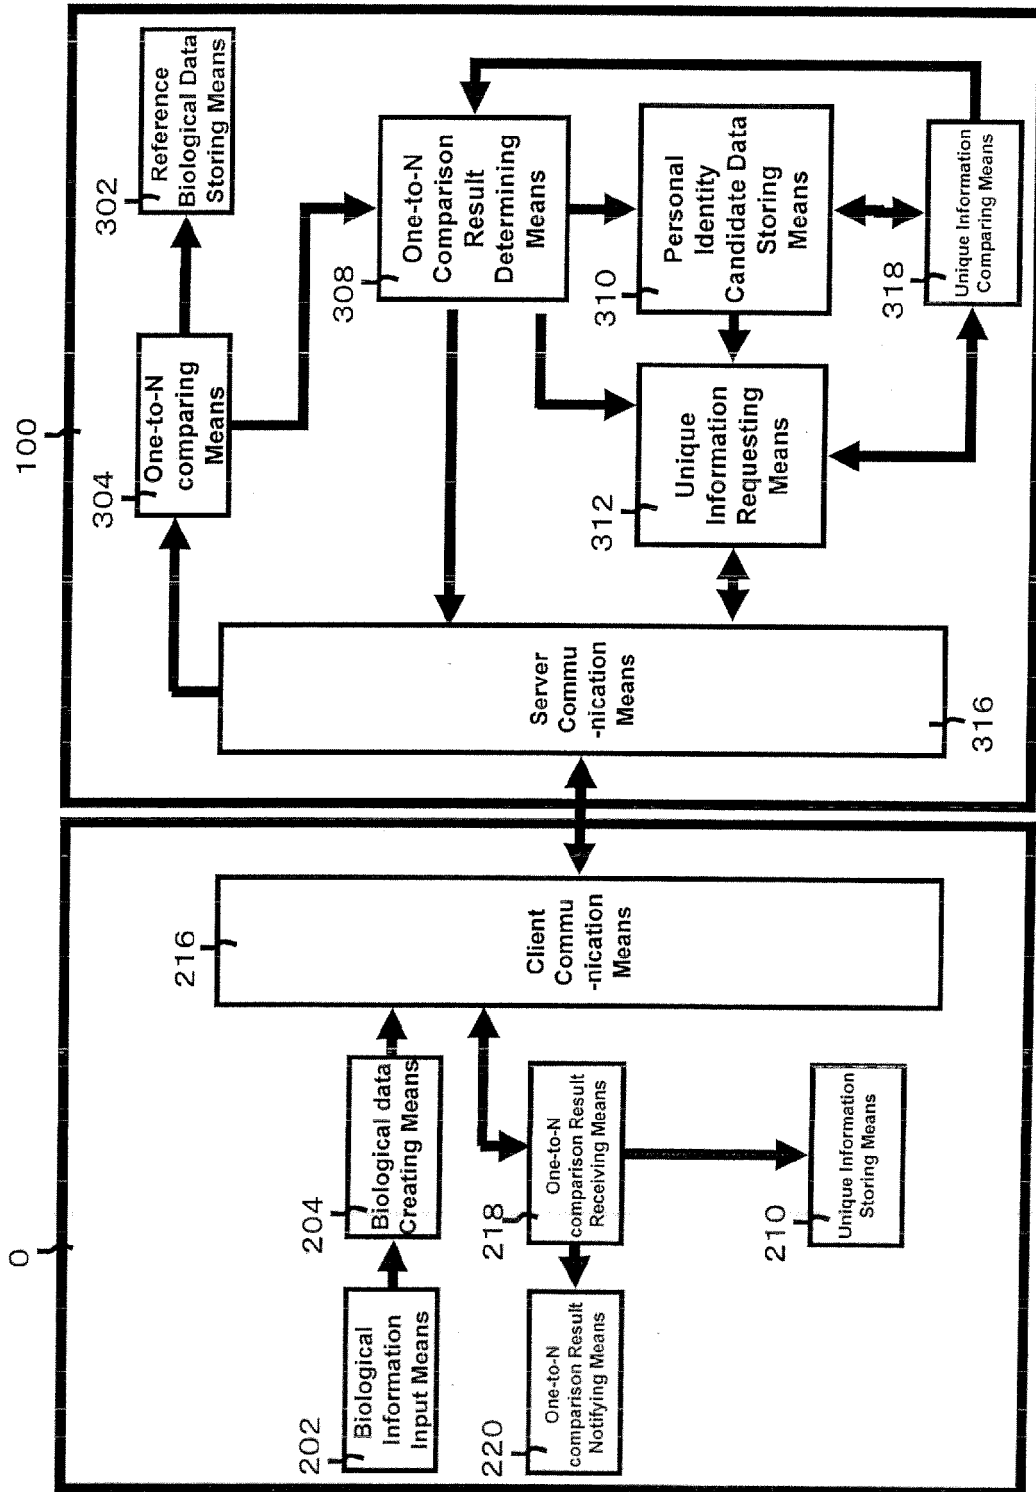 0
100
202
Biological
Information
Input Means
204
Biological data
Creating Means
216
Client
Commu
-nication
Means
218
One-to-N
comparison Result
Receiving Means
220
One-to-N
comparison Result
Notifying Means
210
Unique Information
Storing Means
304
One-to-N
comparing
Means
302
Reference
Biological Data
Storing Means
308
One-to-N
Comparison
Result
Determining
Means
310
Personal
Identity
Candidate Data
Storing
Means
312
Unique
Information
Requesting
Means
318
Unique Information
Comparing Means
Server
Commu
-nication
Means
316